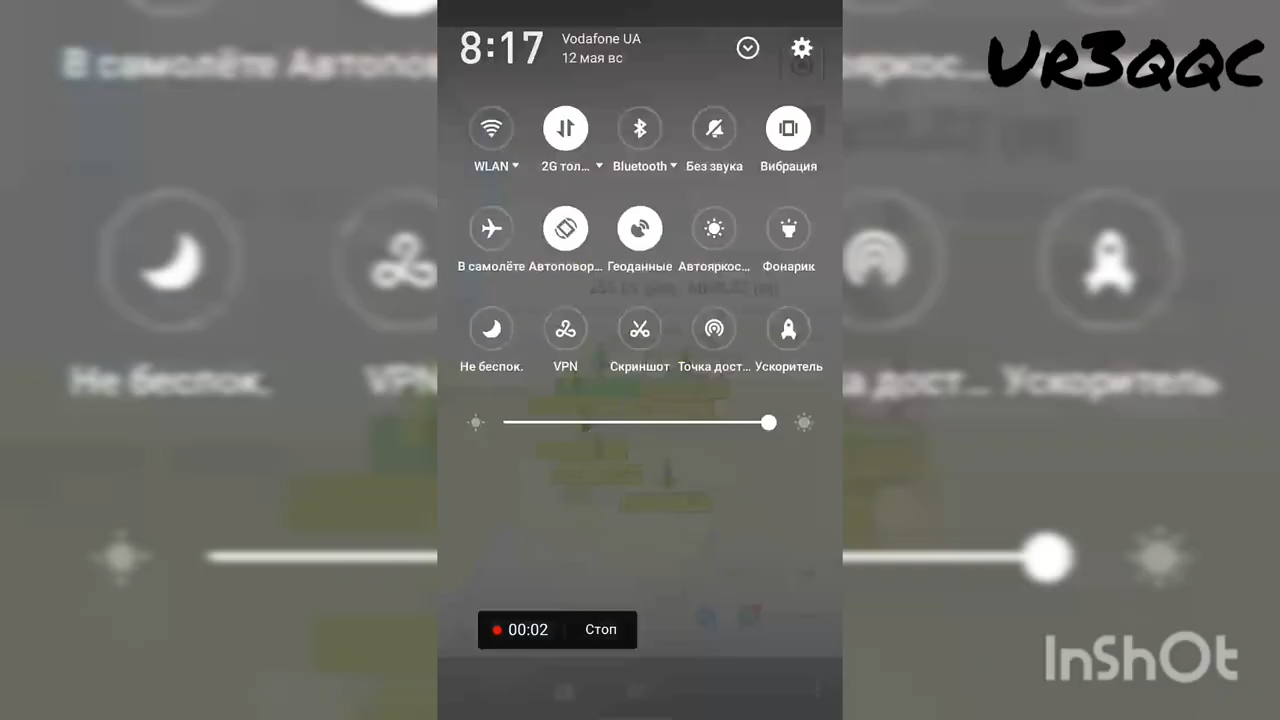 8:17
Vodafone UA
12 мая вс
Ur3qqc
WLAN
2G тол...
Bluetooth
Без звука
Вибрация
В самолёте
Автоповор...
Геоданные
Автояркос...
Фонарик
Не беспок.
VPN
Скриншот
Точка дост...
Ускоритель
00:02
Стоп
InShOt